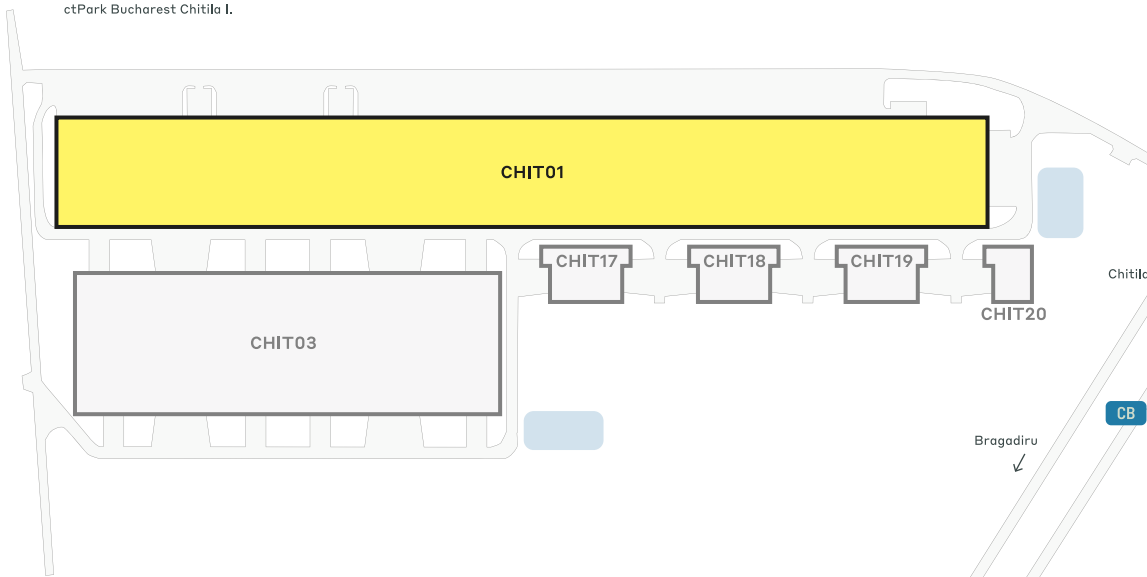 ctPark Bucharest Chitila I.
CHIT01
CHIT17
CHIT18
CHIT19
Chitila
CHIT20
CHIT03
CB
Bragadiru